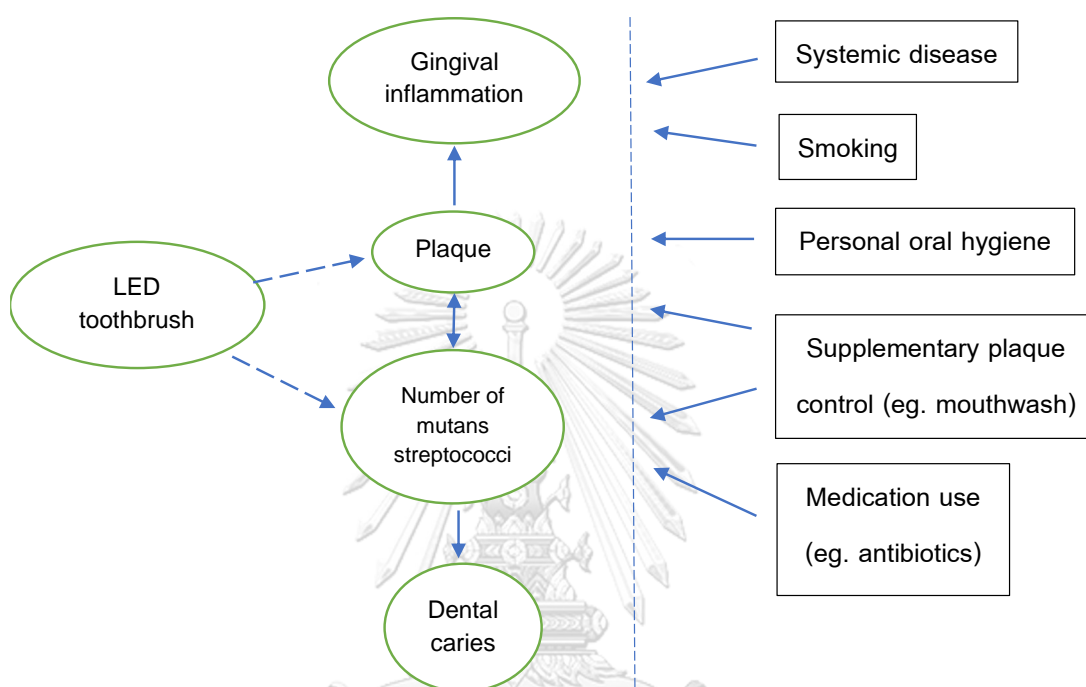 Gingival
inflammation
Plaque
LED
toothbrush
Number of
mutans
streptococci
Dental
caries
Systemic disease
Smoking
Personal oral hygiene
Supplementary plaque
control (eg. mouthwash)
Medication use
(eg. antibiotics)